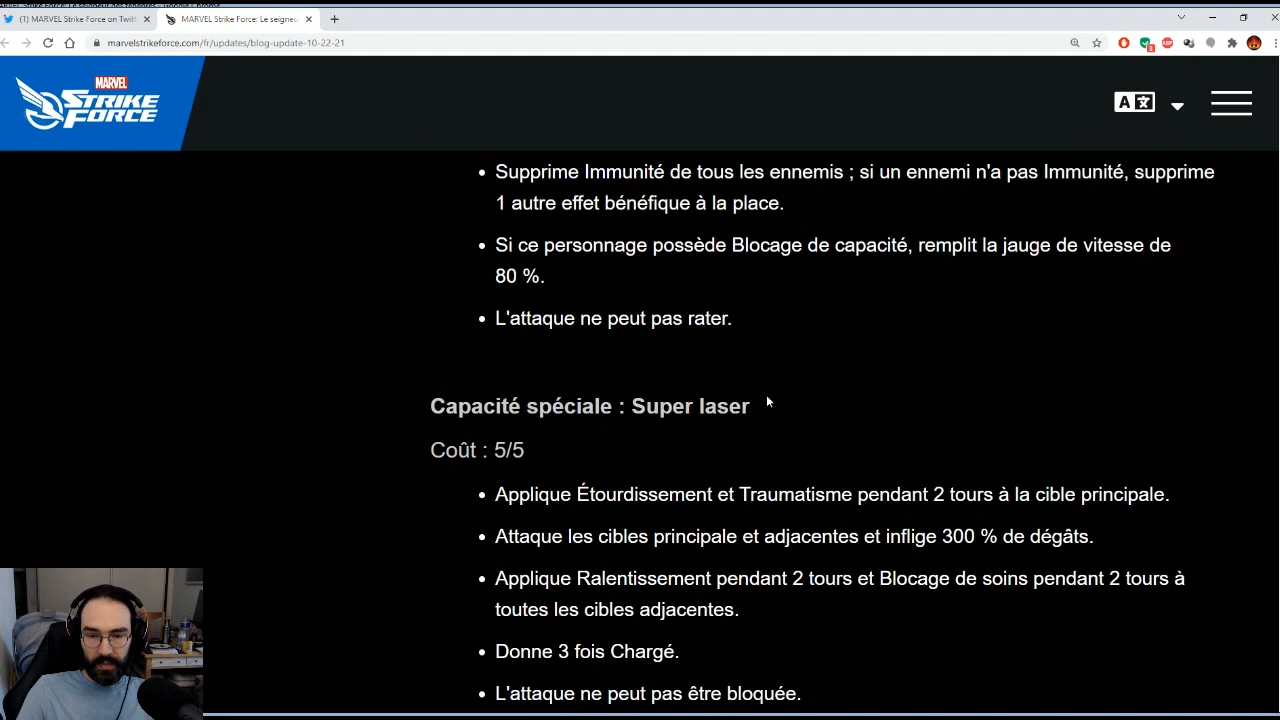 (1) MARVEL Strike Force on Twitt
MARVEL Strike Force: Le seigneu
marvelstrikeforce.com/fr/updates/blog-update-10-22-21
MARVEL
STRIKE
FORCE
A 文
Supprime Immunité de tous les ennemis ; si un ennemi n'a pas Immunité, supprime
1 autre effet bénéfique à la place.
Si ce personnage possède Blocage de capacité, remplit la jauge de vitesse de
80 %.
L'attaque ne peut pas rater.
Capacité spéciale : Super laser
Coût : 5/5
Applique Étourdissement et Traumatisme pendant 2 tours à la cible principale.
Attaque les cibles principale et adjacentes et inflige 300 % de dégâts.
Applique Ralentissement pendant 2 tours et Blocage de soins pendant 2 tours à
toutes les cibles adjacentes.
Donne 3 fois Chargé.
L'attaque ne peut pas être bloquée.